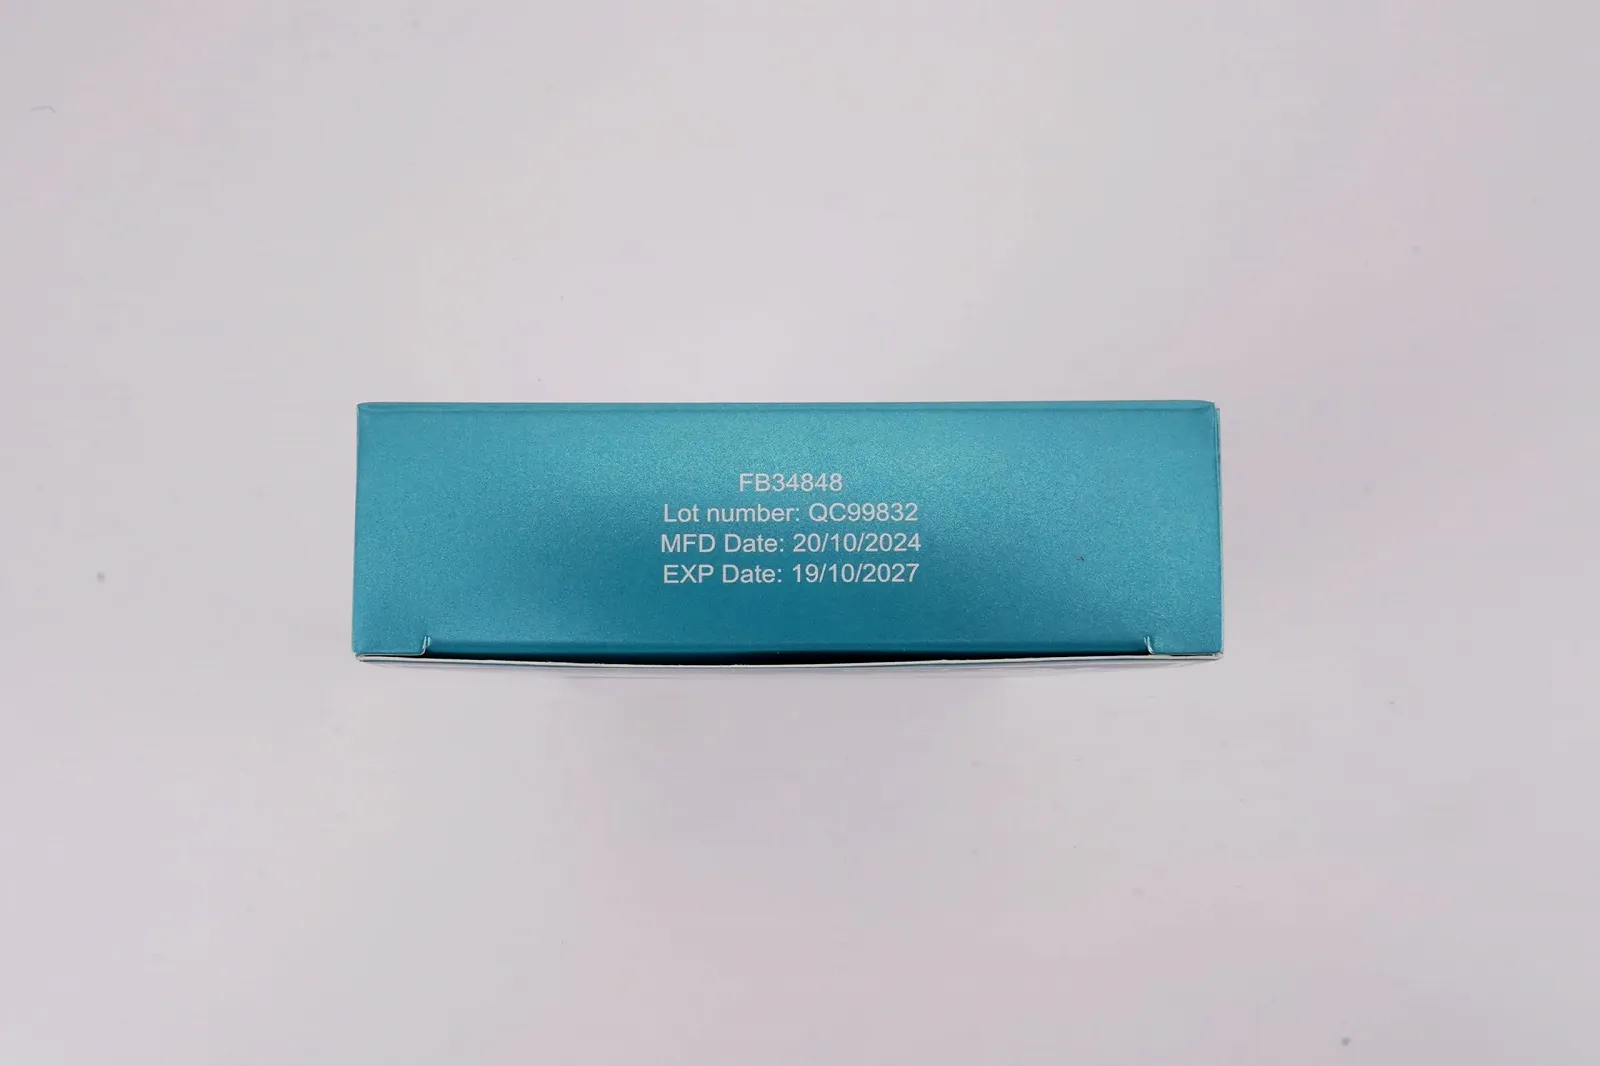 FB34848
Lot number: QC99832
MFD Date: 20/10/2024
EXP Date: 19/10/2027